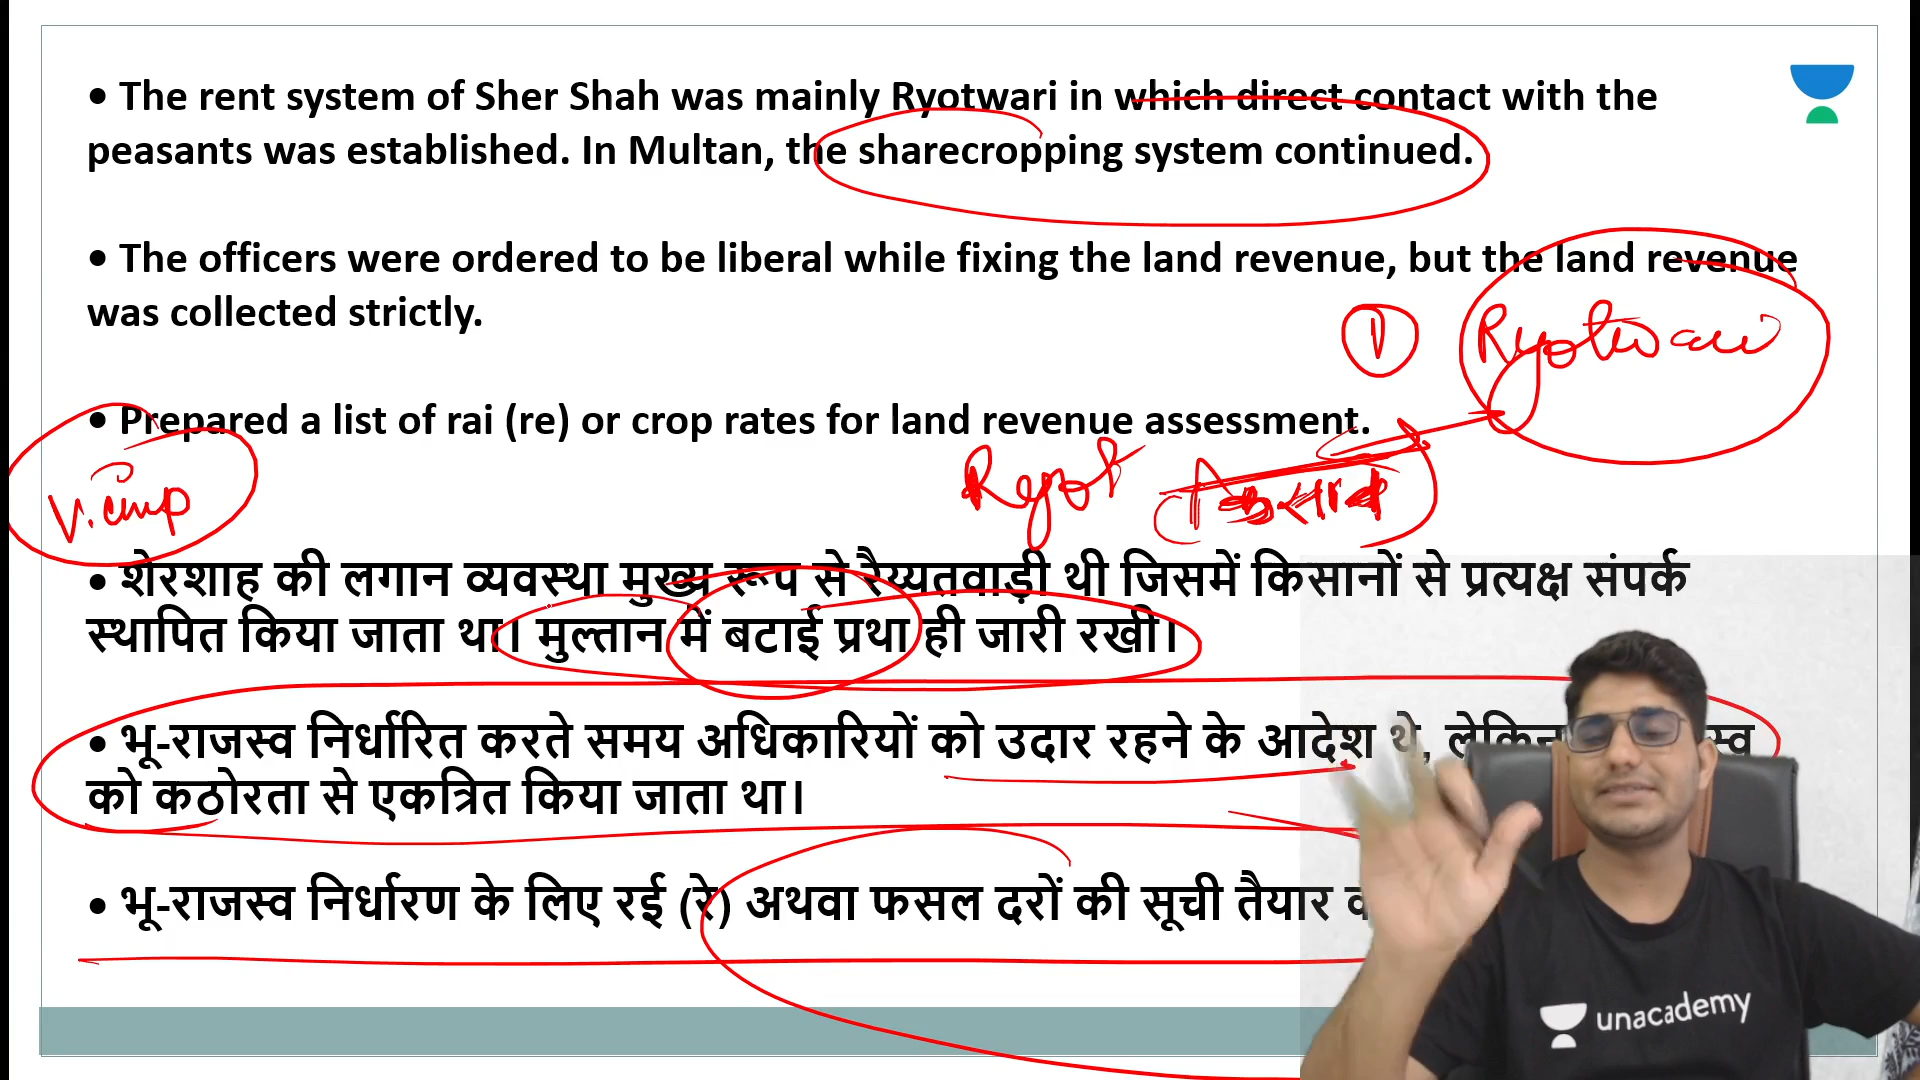 • The rent system of Sher Shah was mainly Ryotwari in which direct contact with the
peasants was established. In Multan, the sharecropping system continued.
• The officers were ordered to be liberal while fixing the land revenue, but the land revenue
was collected strictly.
1 Ryotwari
• Prepared a list of rai (re) or crop rates for land revenue assessment.
Ryot
V. imp
• शेरशाह की लगान व्यवस्था मुख्य रूप से रैय्यतवाड़ी थी जिसमें किसानों से प्रत्यक्ष संपर्क
स्थापित किया जाता था। मुल्तान में बटाई प्रथा ही जारी रखी।
• भू-राजस्व निर्धारित करते समय अधिकारियों को उदार रहने के आदेश थे, लेकिन
को कठोरता से एकत्रित किया जाता था।
• भू-राजस्व निर्धारण के लिए रई (रे) अथवा फसल दरों की सूची तैयार
unacademy